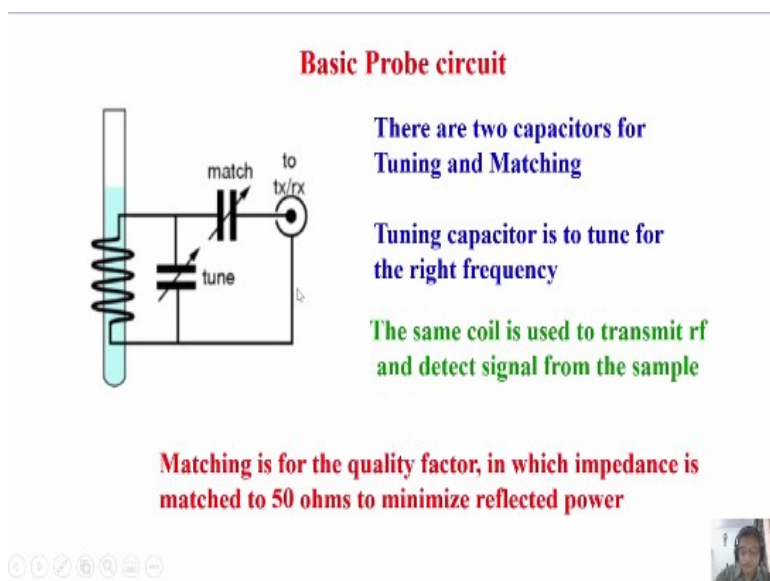 Basic Probe circuit
There are two capacitors for
Tuning and Matching
match
to
tx/rx
tune
Tuning capacitor is to tune for
the right frequency
The same coil is used to transmit rf
and detect signal from the sample
Matching is for the quality factor, in which impedance is
matched to 50 ohms to minimize reflected power